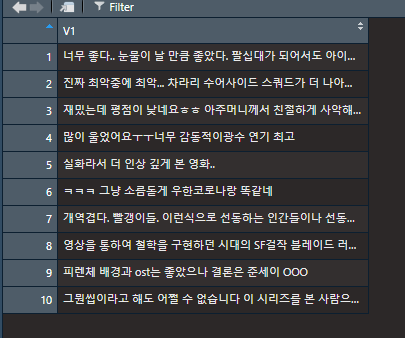 Filter
V1
1 너무 좋다.. 눈물이 날 만큼 좋았다. 팔십대가 되어서도 아이...
2 진짜 최악중에 최악... 차라리 수어사이드 스쿼드가 더 나아...
3 재밌는데 평점이 낮네요ㅎㅎ 아주머니께서 친절하게 사악해...
4 많이 울었어요ㅜㅜ너무 감동적이광수 연기 최고
5 실화라서 더 인상 깊게 본 영화..
6 ㅋㅋㅋ 그냥 소름돋게 우한코로나랑 똑같네
7 개역겹다. 빨갱이들. 이런식으로 선동하는 인간들이나 선동...
8 영상을 통하여 철학을 구현하던 시대의 SF걸작 블레이드 러...
9 피렌체 배경과 ost는 좋았으나 결론은 준세이 OOO
10 그뭔씹이라고 해도 어쩔 수 없습니다 이 시리즈를 본 사람으...